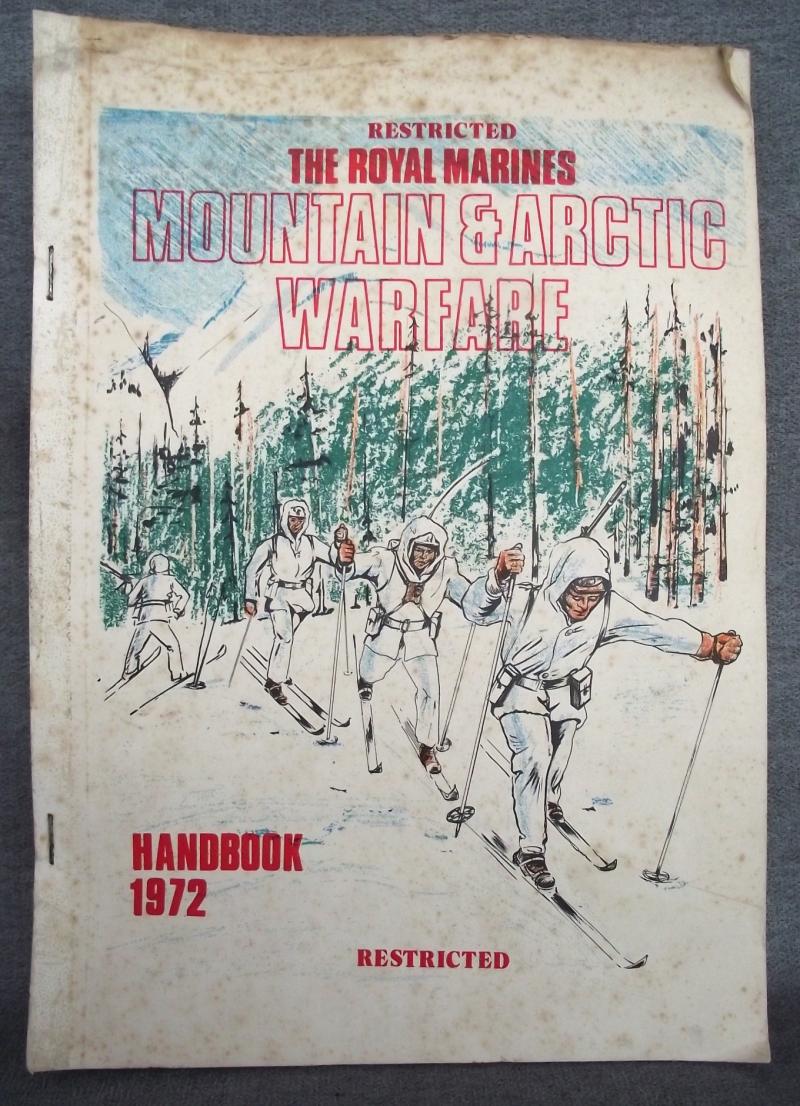 RESTRICTED
THE ROYAL MARINES
MOUNTAIN & ARCTIC
WARFARE
HANDBOOK
1972
RESTRICTED